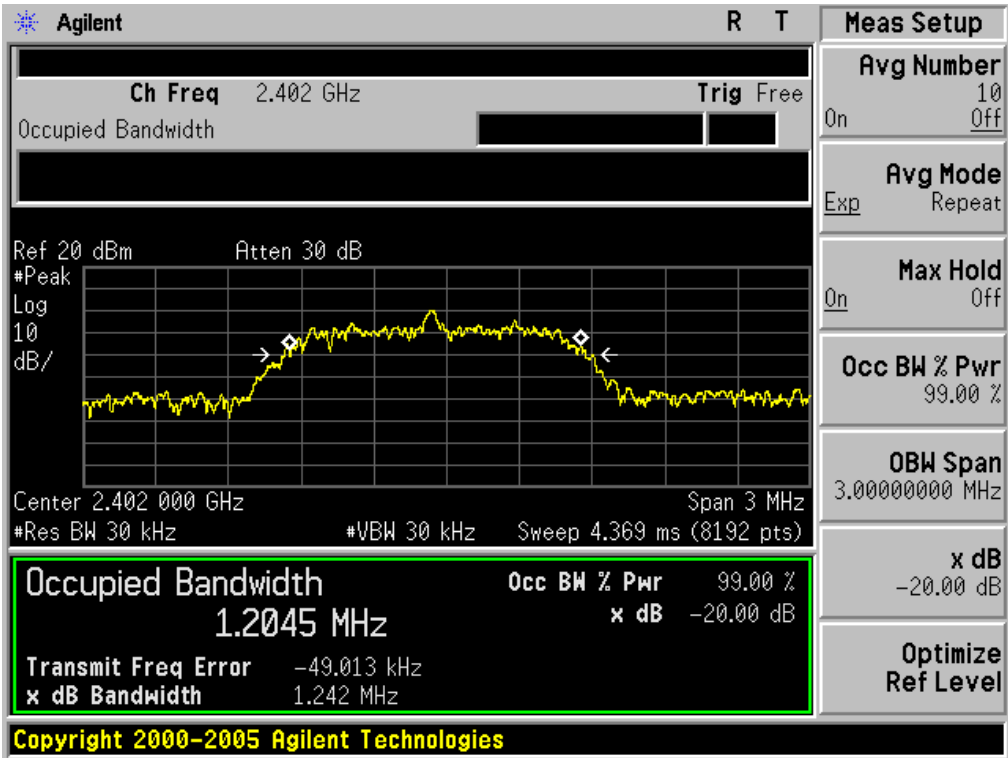 Agilent R T Meas Setup
Ch Freq 2.402 GHz Trig Free
Occupied Bandwidth
Avg Number
10
On Off
Avg Mode
Exp Repeat
Max Hold
On Off
Occ BW % Pwr
99.00 %
OBW Span
3.00000000 MHz
x dB
-20.00 dB
Optimize
Ref Level
Ref 20 dBm Atten 30 dB
#Peak
Log
10
dB/
Center 2.402 000 GHz Span 3 MHz
#Res BW 30 kHz #VBW 30 kHz Sweep 4.369 ms (8192 pts)
Occupied Bandwidth Occ BW % Pwr 99.00 %
1.2045 MHz x dB -20.00 dB
Transmit Freq Error -49.013 kHz
x dB Bandwidth 1.242 MHz
Copyright 2000-2005 Agilent Technologies